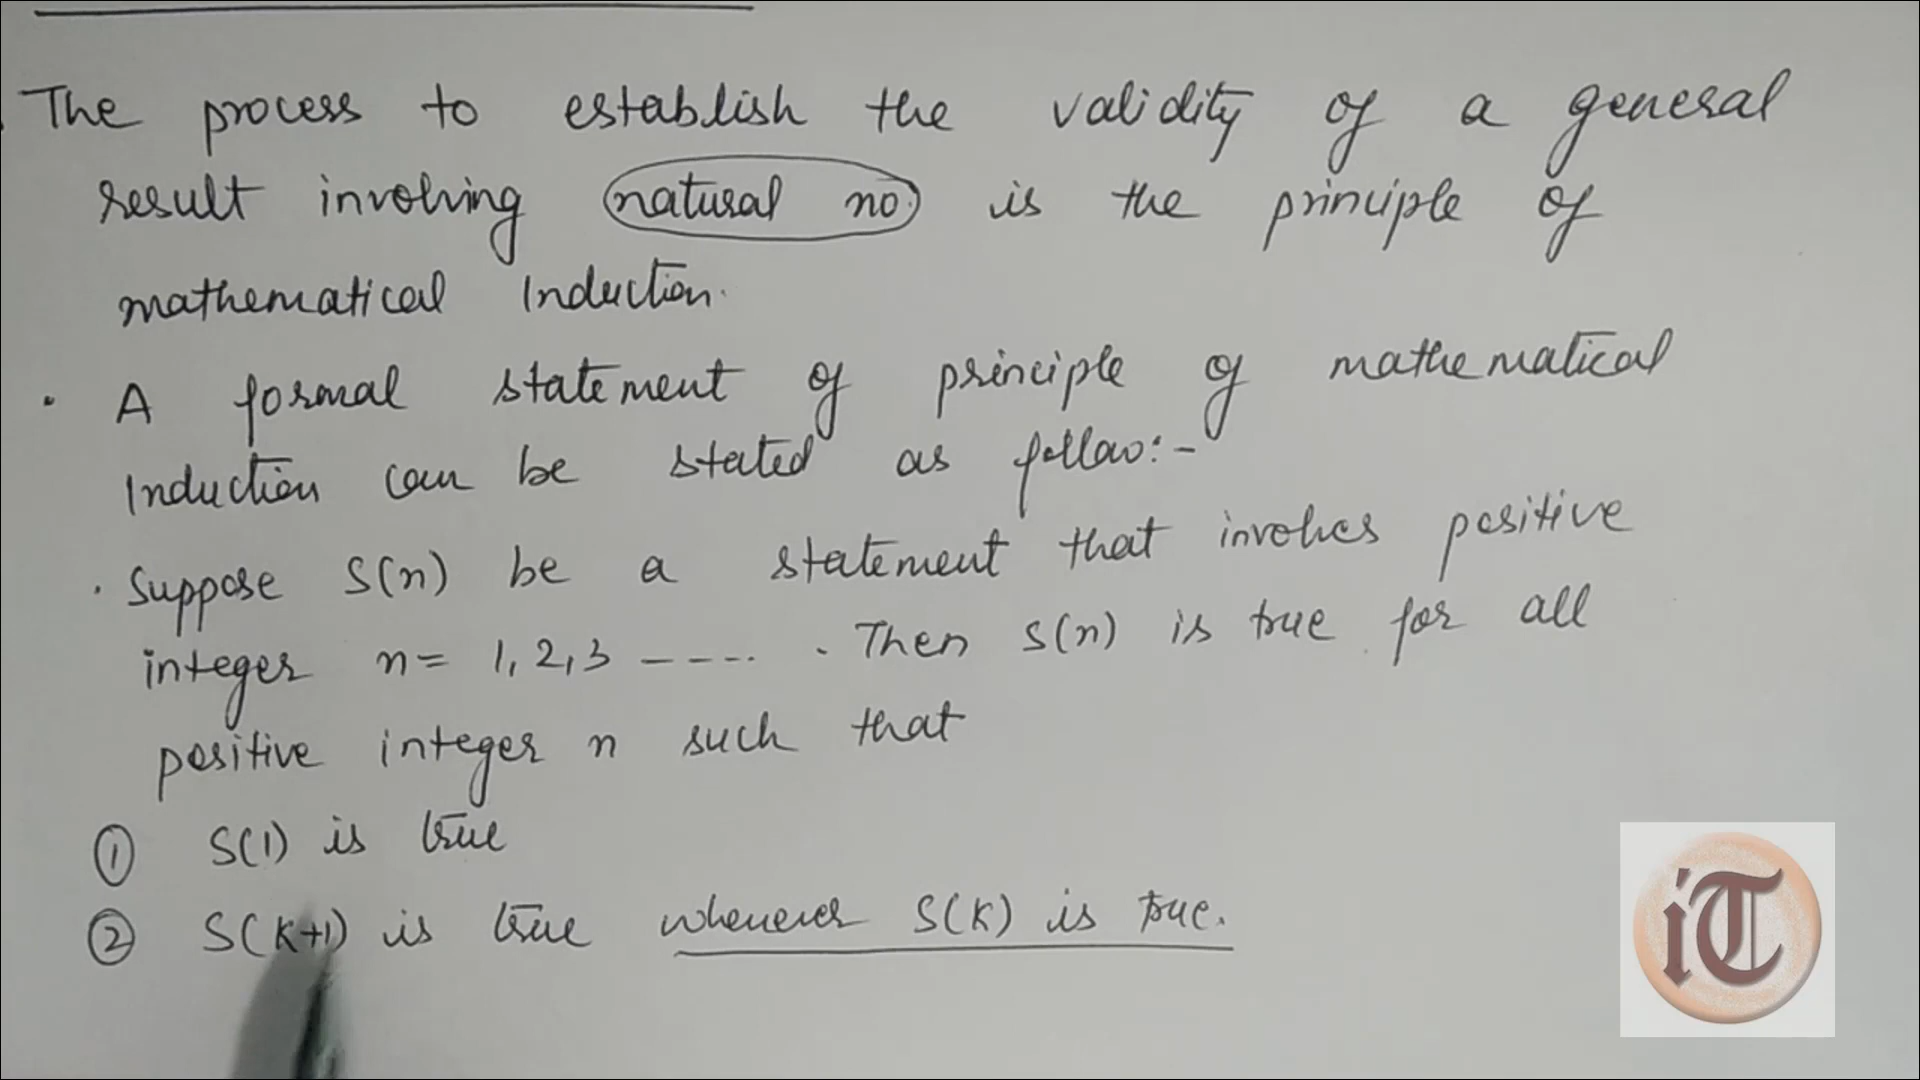 The process to establish the validity of a general
result involving natural no. is the principle of
mathematical Induction.
· A formal statement of principle of mathematical
Induction can be stated as follow:-
· Suppose S(n) be a statement that involves positive
integer n = 1, 2, 3 ----. . Then S(n) is true for all
positive integer n such that
① S(1) is true
② S(K+1) is true whenever S(K) is true.
iT